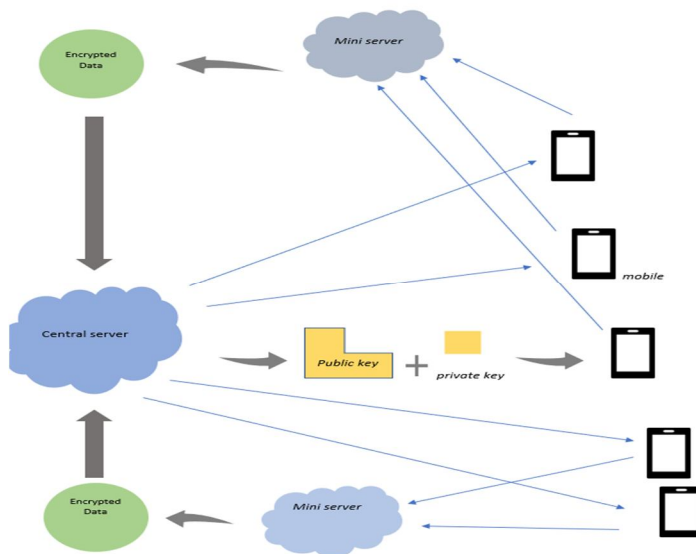 Mini server
Encrypted
Data
mobile
Central server
Public key
private key
Encrypted
Data
Mini server